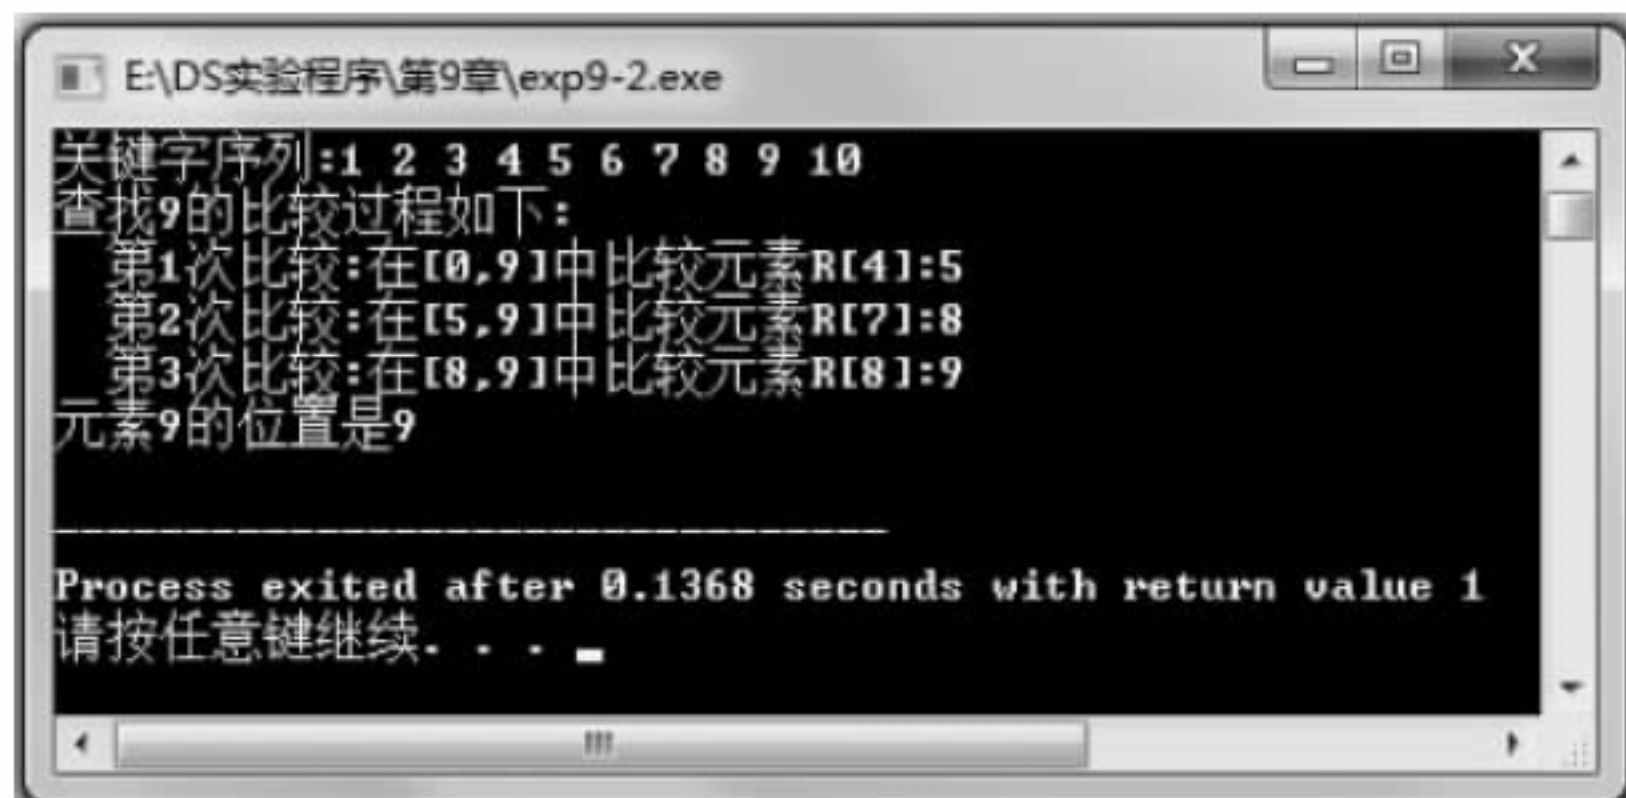 E:\DS实验程序\第9章\exp9-2.exe
关键字序列:1 2 3 4 5 6 7 8 9 10
查找9的比较过程如下:
第1次比较:在[0,9]中比较元素R[4]:5
第2次比较:在[5,9]中比较元素R[7]:8
第3次比较:在[8,9]中比较元素R[8]:9
元素9的位置是9
--------------------------------
Process exited after 0.1368 seconds with return value 1
请按任意键继续. . .